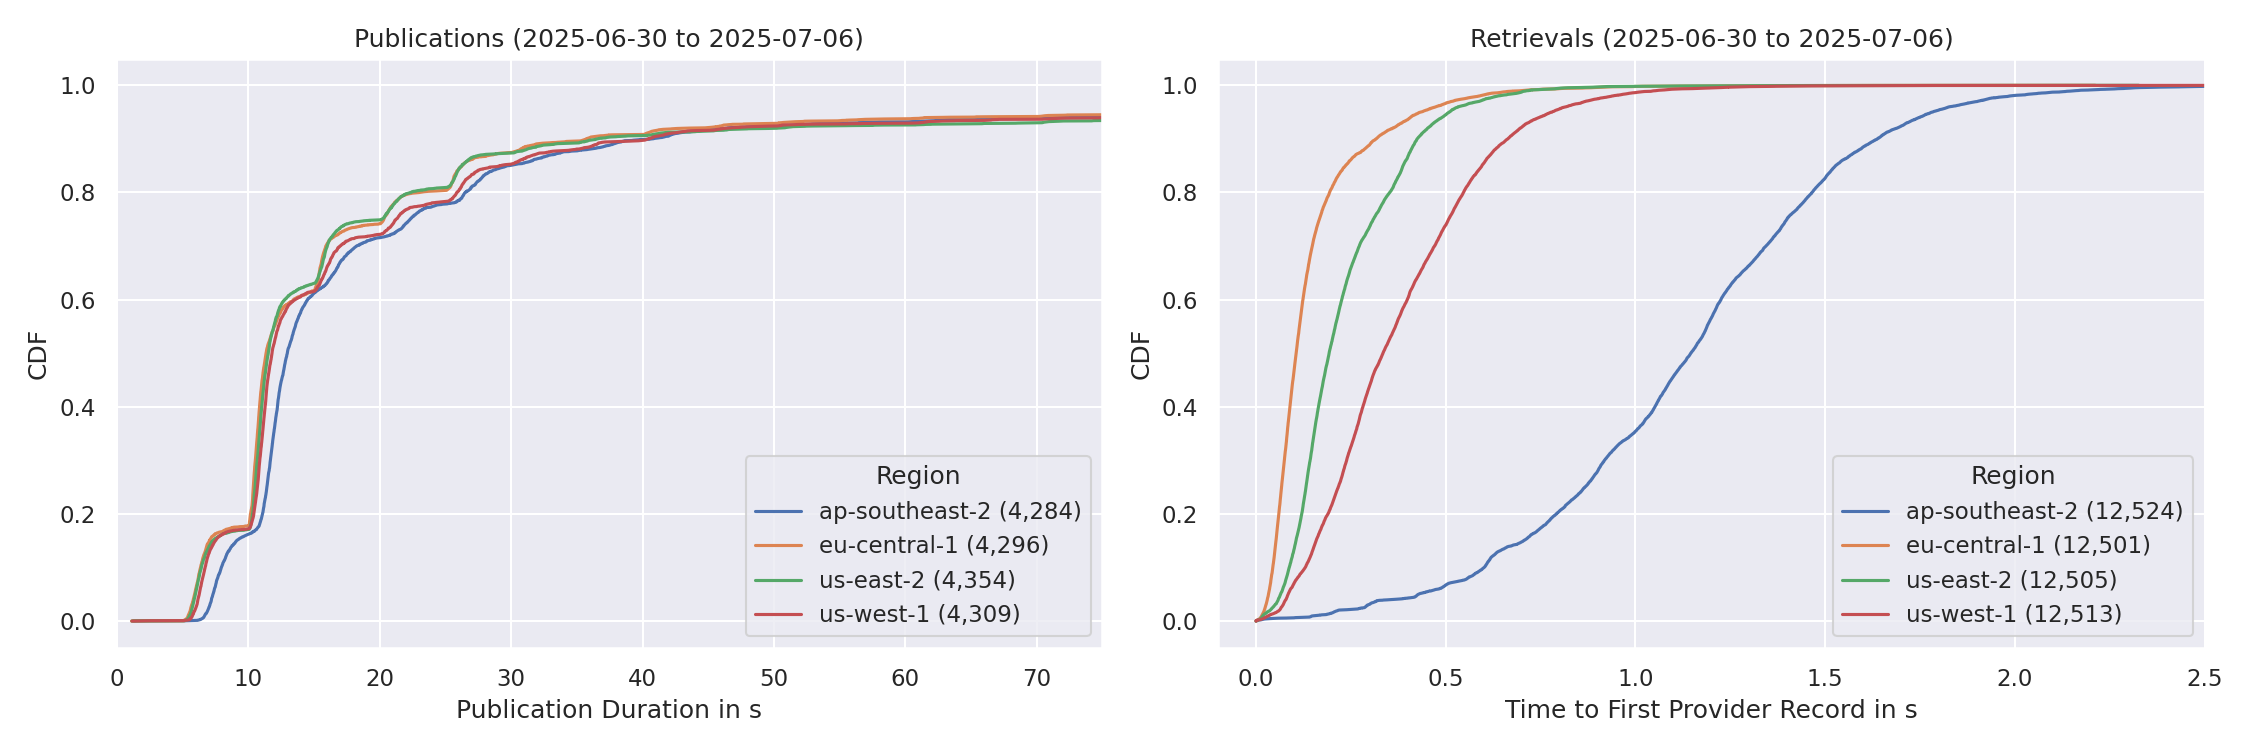 Publications (2025-06-30 to 2025-07-06)
CDF
1.0
0.8
0.6
0.4
0.2
0.0
0 10 20 30 40 50 60 70
Publication Duration in s
Region
ap-southeast-2 (4,284)
eu-central-1 (4,296)
us-east-2 (4,354)
us-west-1 (4,309)
Retrievals (2025-06-30 to 2025-07-06)
CDF
1.0
0.8
0.6
0.4
0.2
0.0
0.0 0.5 1.0 1.5 2.0 2.5
Time to First Provider Record in s
Region
ap-southeast-2 (12,524)
eu-central-1 (12,501)
us-east-2 (12,505)
us-west-1 (12,513)